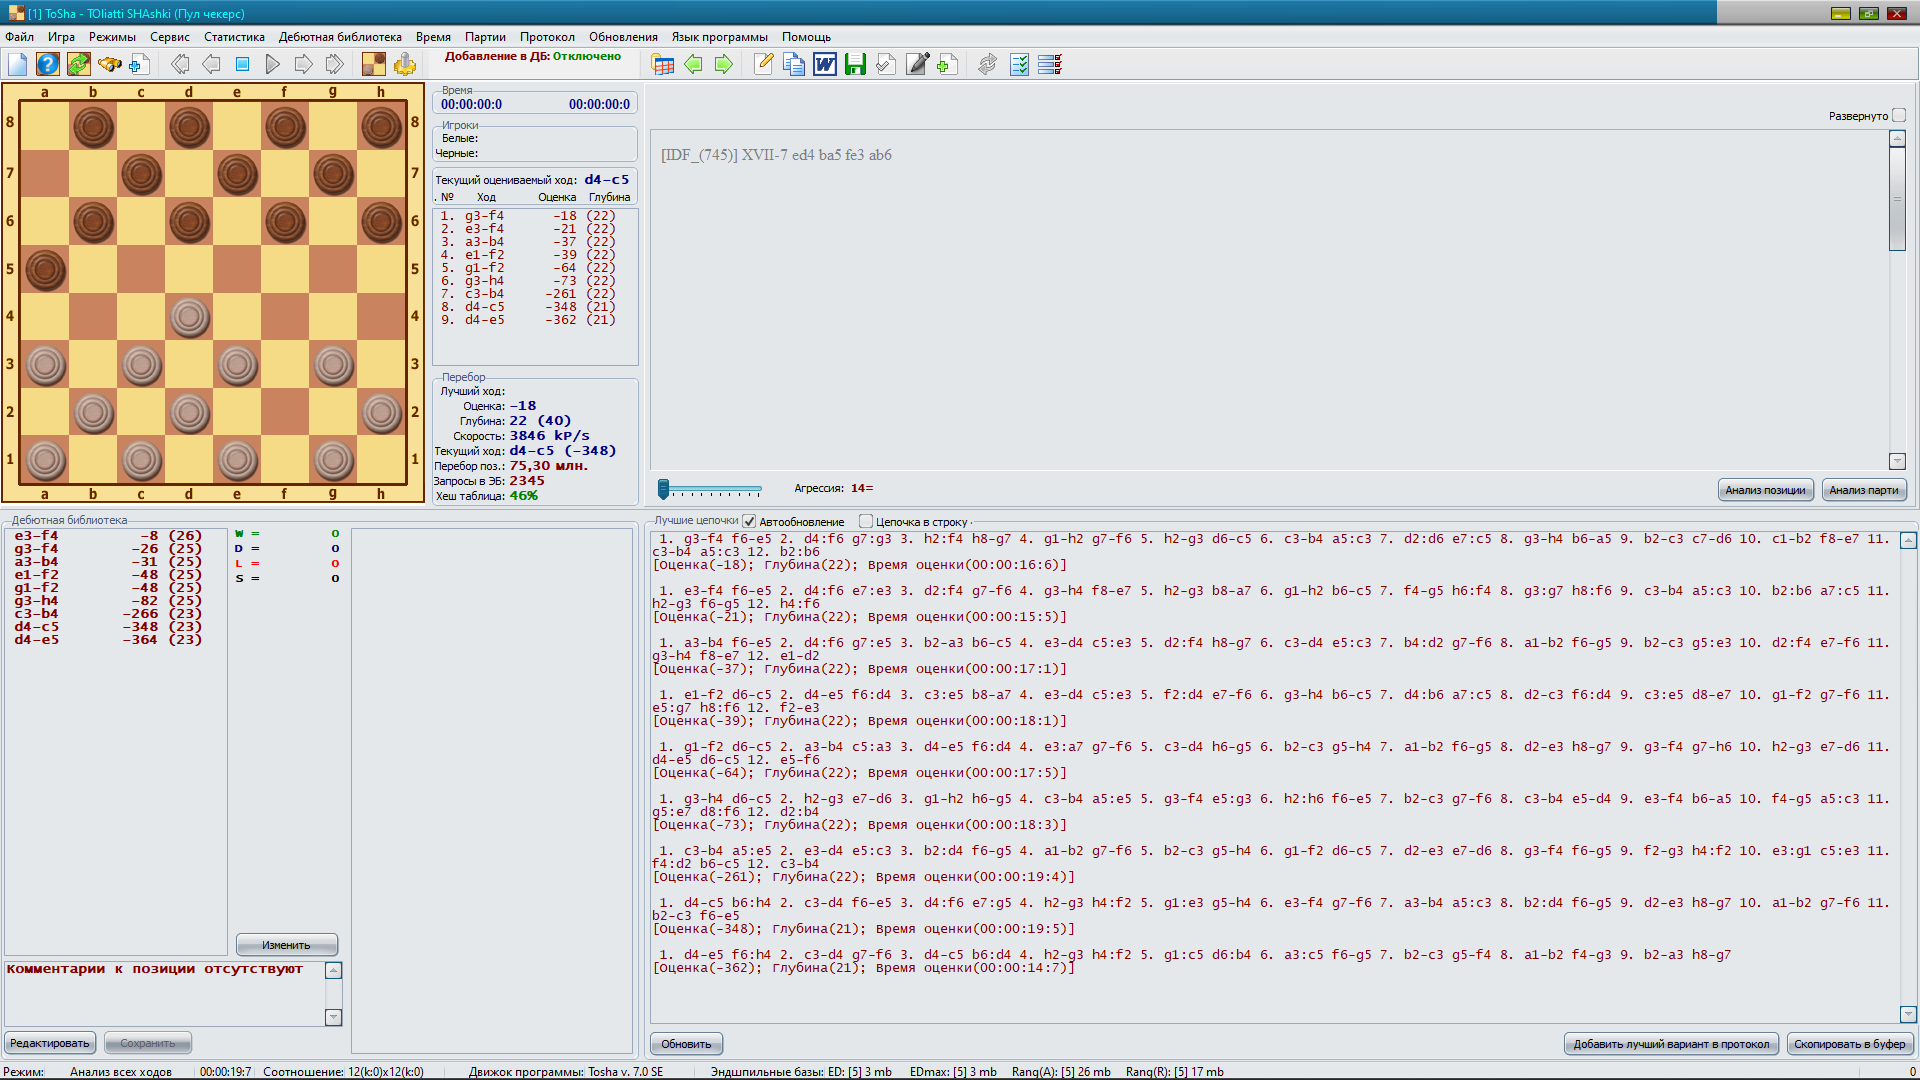 [1] ToSha - TOliatti SHAshki (Пул чекерс)
Файл Игра Режимы Сервис Статистика Дебютная библиотека Время Партии Протокол Обновления Язык программы Помощь
Добавление в ДБ: Отключено
a b c d e f g h
8 8
7 7
6 6
5 5
4 4
3 3
2 2
1 1
a b c d e f g h
Время
00:00:00:0 00:00:00:0
Игроки
Белые:
Черные:
Текущий оцениваемый ход: d4-c5
. № Ход Оценка Глубина
1. g3-f4 -18 (22)
2. e3-f4 -21 (22)
3. a3-b4 -37 (22)
4. e1-f2 -39 (22)
5. g1-f2 -64 (22)
6. g3-h4 -73 (22)
7. c3-b4 -261 (22)
8. d4-c5 -348 (21)
9. d4-e5 -362 (21)
Перебор
Лучший ход:
Оценка: -18
Глубина: 22 (40)
Скорость: 3846 kP/s
Текущий ход: d4-c5 (-348)
Перебор поз.: 75,30 млн.
Запросы в ЭБ: 2345
Хеш таблица: 46%
Развернуто
[IDF_(745)] XVII-7 ed4 ba5 fe3 ab6
Агрессия: 14=
Анализ позиции Анализ парти
Дебютная библиотека
e3-f4 -8 (26)
g3-f4 -26 (25)
a3-b4 -31 (25)
e1-f2 -48 (25)
g1-f2 -48 (25)
g3-h4 -82 (25)
c3-b4 -266 (23)
d4-c5 -348 (23)
d4-e5 -364 (23)
W = 0
D = 0
L = 0
S = 0
Изменить
Комментарии к позиции отсутствуют
Редактировать Сохранить
Лучшие цепочки Автообновление Цепочка в строку
1. g3-f4 f6-e5 2. d4:f6 g7:g3 3. h2:f4 h8-g7 4. g1-h2 g7-f6 5. h2-g3 d6-c5 6. c3-b4 a5:c3 7. d2:d6 e7:c5 8. g3-h4 b6-a5 9. b2-c3 c7-d6 10. c1-b2 f8-e7 11.
c3-b4 a5:c3 12. b2:b6
[Оценка(-18); Глубина(22); Время оценки(00:00:16:6)]
1. e3-f4 f6-e5 2. d4:f6 e7:e3 3. d2:f4 g7-f6 4. g3-h4 f8-e7 5. h2-g3 b8-a7 6. g1-h2 b6-c5 7. f4-g5 h6:f4 8. g3:g7 h8:f6 9. c3-b4 a5:c3 10. b2:b6 a7:c5 11.
h2-g3 f6-g5 12. h4:f6
[Оценка(-21); Глубина(22); Время оценки(00:00:15:5)]
1. a3-b4 f6-e5 2. d4:f6 g7:e5 3. b2-a3 b6-c5 4. e3-d4 c5:e3 5. d2:f4 h8-g7 6. c3-d4 e5:c3 7. b4:d2 g7-f6 8. a1-b2 f6-g5 9. b2-c3 g5:e3 10. d2:f4 e7-f6 11.
g3-h4 f8-e7 12. e1-d2
[Оценка(-37); Глубина(22); Время оценки(00:00:17:1)]
1. e1-f2 d6-c5 2. d4-e5 f6:d4 3. c3:e5 b8-a7 4. e3-d4 c5:e3 5. f2:d4 e7-f6 6. g3-h4 b6-c5 7. d4:b6 a7:c5 8. d2-c3 f6:d4 9. c3:e5 d8-e7 10. g1-f2 g7-f6 11.
e5:g7 h8:f6 12. f2-e3
[Оценка(-39); Глубина(22); Время оценки(00:00:18:1)]
1. g1-f2 d6-c5 2. a3-b4 c5:a3 3. d4-e5 f6:d4 4. e3:a7 g7-f6 5. c3-d4 h6-g5 6. b2-c3 g5-h4 7. a1-b2 f6-g5 8. d2-e3 h8-g7 9. g3-f4 g7-h6 10. h2-g3 e7-d6 11.
d4-e5 d6-c5 12. e5-f6
[Оценка(-64); Глубина(22); Время оценки(00:00:17:5)]
1. g3-h4 d6-c5 2. h2-g3 e7-d6 3. g1-h2 h6-g5 4. c3-b4 a5:e5 5. g3-f4 e5:g3 6. h2:h6 f6-e5 7. b2-c3 g7-f6 8. c3-b4 e5-d4 9. e3-f4 b6-a5 10. f4-g5 a5:c3 11.
g5:e7 d8:f6 12. d2:b4
[Оценка(-73); Глубина(22); Время оценки(00:00:18:3)]
1. c3-b4 a5:e5 2. e3-d4 e5:c3 3. b2:d4 f6-g5 4. a1-b2 g7-f6 5. b2-c3 g5-h4 6. g1-f2 d6-c5 7. d2-e3 e7-d6 8. g3-f4 f6-g5 9. f2-g3 h4:f2 10. e3:g1 c5:e3 11.
f4:d2 b6-c5 12. c3-b4
[Оценка(-261); Глубина(22); Время оценки(00:00:19:4)]
1. d4-c5 b6:h4 2. c3-d4 f6-e5 3. d4:f6 e7:g5 4. h2-g3 h4:f2 5. g1:e3 g5-h4 6. e3-f4 g7-f6 7. a3-b4 a5:c3 8. b2:d4 f6-g5 9. d2-e3 h8-g7 10. a1-b2 g7-f6 11.
b2-c3 f6-e5
[Оценка(-348); Глубина(21); Время оценки(00:00:19:5)]
1. d4-e5 f6:h4 2. c3-d4 g7-f6 3. d4-c5 b6:d4 4. h2-g3 h4:f2 5. g1:c5 d6:b4 6. a3:c5 f6-g5 7. b2-c3 g5-f4 8. a1-b2 f4-g3 9. b2-a3 h8-g7
[Оценка(-362); Глубина(21); Время оценки(00:00:14:7)]
Обновить Добавить лучший вариант в протокол Скопировать в буфер
Режим: Анализ всех ходов 00:00:19:7 Соотношение: 12(k:0)x12(k:0) Движок программы: Tosha v. 7.0 SE Эндшпильные базы: ED: [5] 3 mb EDmax: [5] 3 mb Rang(A): [5] 26 mb Rang(R): [5] 17 mb 0